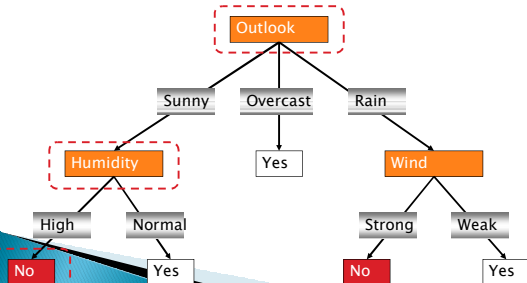 Outlook
Sunny Overcast Rain
Humidity Yes Wind
High Normal Strong Weak
No Yes No Yes